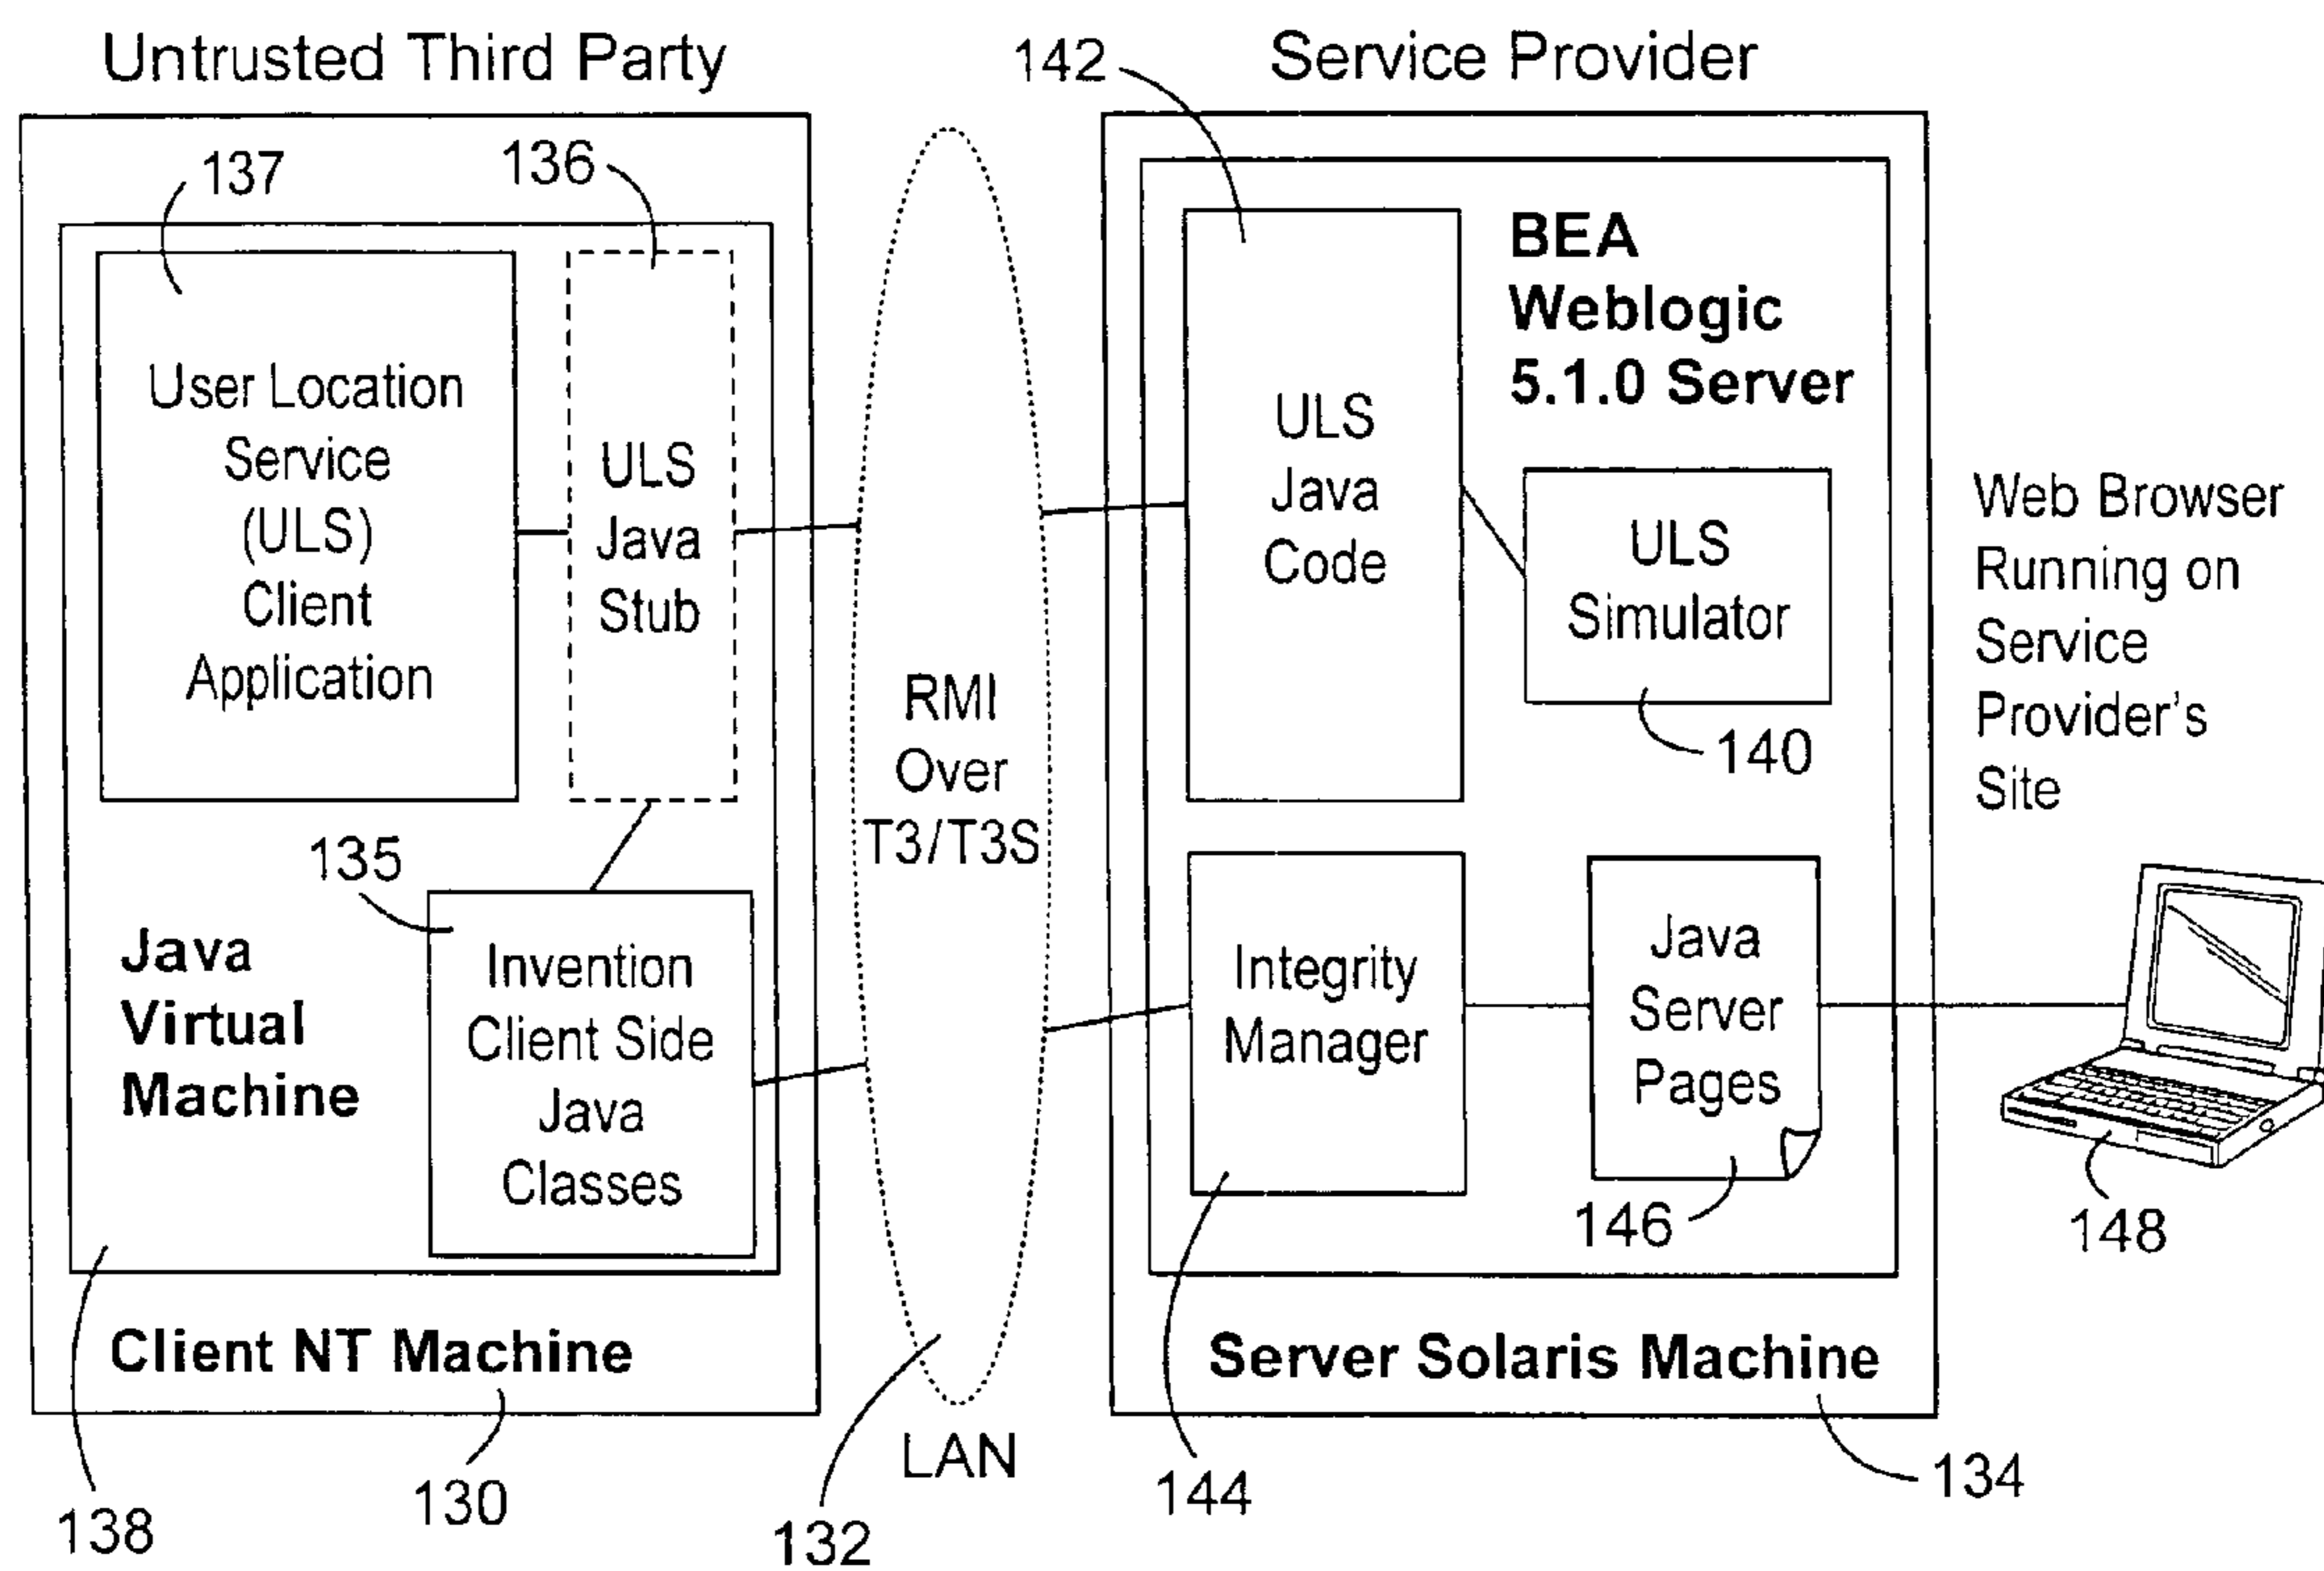 Untrusted Third Party
137
136
User Location
Service
(ULS)
Client
Application
ULS
Java
Stub
135
Java
Virtual
Machine
Invention
Client Side
Java
Classes
Client NT Machine
130
138
RMI
Over
T3/T3S
LAN
132
Service Provider
142
BEA
Weblogic
5.1.0 Server
ULS
Java
Code
ULS
Simulator
140
Integrity
Manager
Java
Server
Pages
146
144
Server Solaris Machine
134
Web Browser
Running on
Service
Provider's
Site
148